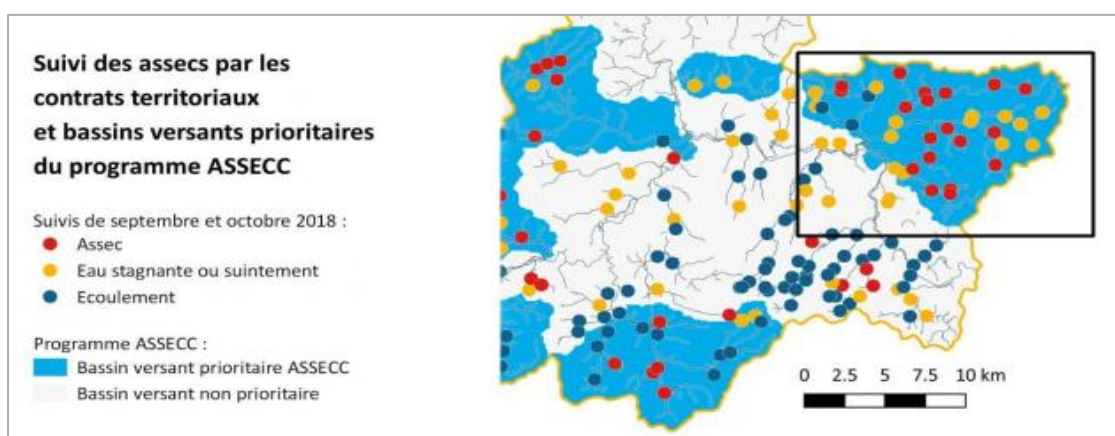 Suivi des assecs par les
contrats territoriaux
et bassins versants prioritaires
du programme ASSECC
Suivis de septembre et octobre 2018 :
Assec
Eau stagnante ou suintement
Ecoulement
Programme ASSECC :
Bassin versant prioritaire ASSECC
Bassin versant non prioritaire
0 2.5 5 7.5 10 km